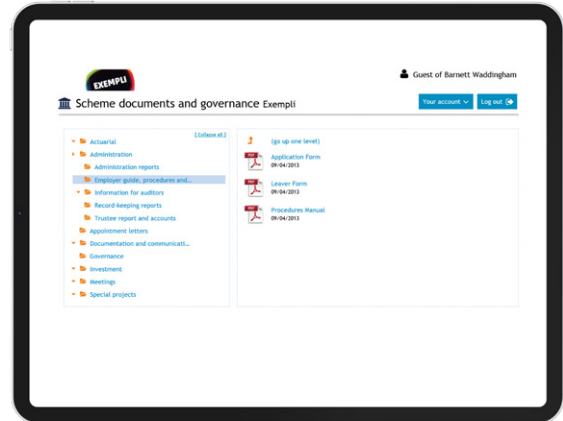 EXEMPLI
Guest of Barnett Waddingham
Scheme documents and governance Exempli
Your account
Log out
[Collapse all]
Actuarial
Administration
Administration reports
Employer guide, procedures and...
Information for auditors
Record-keeping reports
Trustee report and accounts
Appointment letters
Documentation and communicati...
Governance
Investment
Meetings
Special projects
(go up one level)
PDF
Application Form
09/04/2013
PDF
Leaver Form
09/04/2013
PDF
Procedures Manual
09/04/2013